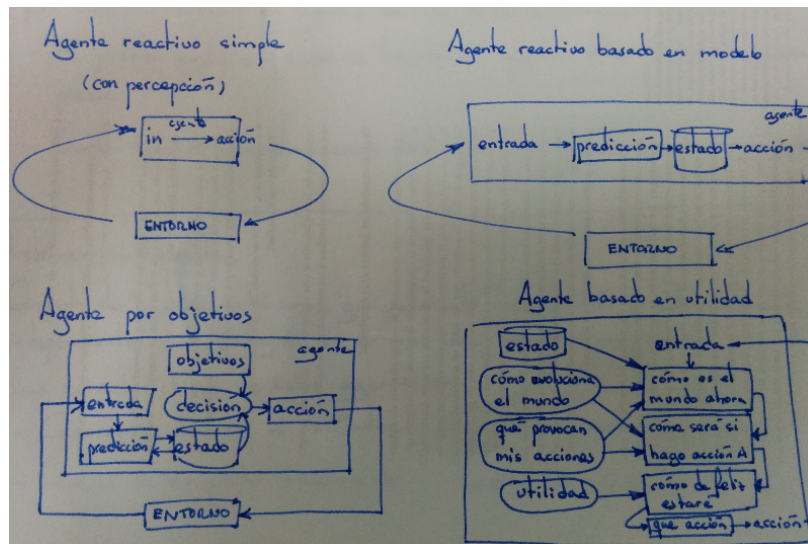 Agente reactivo simple
(con percepción)
agente
in → acción
ENTORNO
Agente reactivo basado en modelo
agente
entrada → predicción → estado → acción
ENTORNO
Agente por objetivos
agente
objetivos
entrada
decisión → acción
predicción
estado
ENTORNO
Agente basado en utilidad
estado
entrada
cómo evoluciona
el mundo
cómo es el
mundo ahora
qué provocan
mis acciones
cómo será si
hago acción A
utilidad
cómo de feliz
estaré
que acción → acción